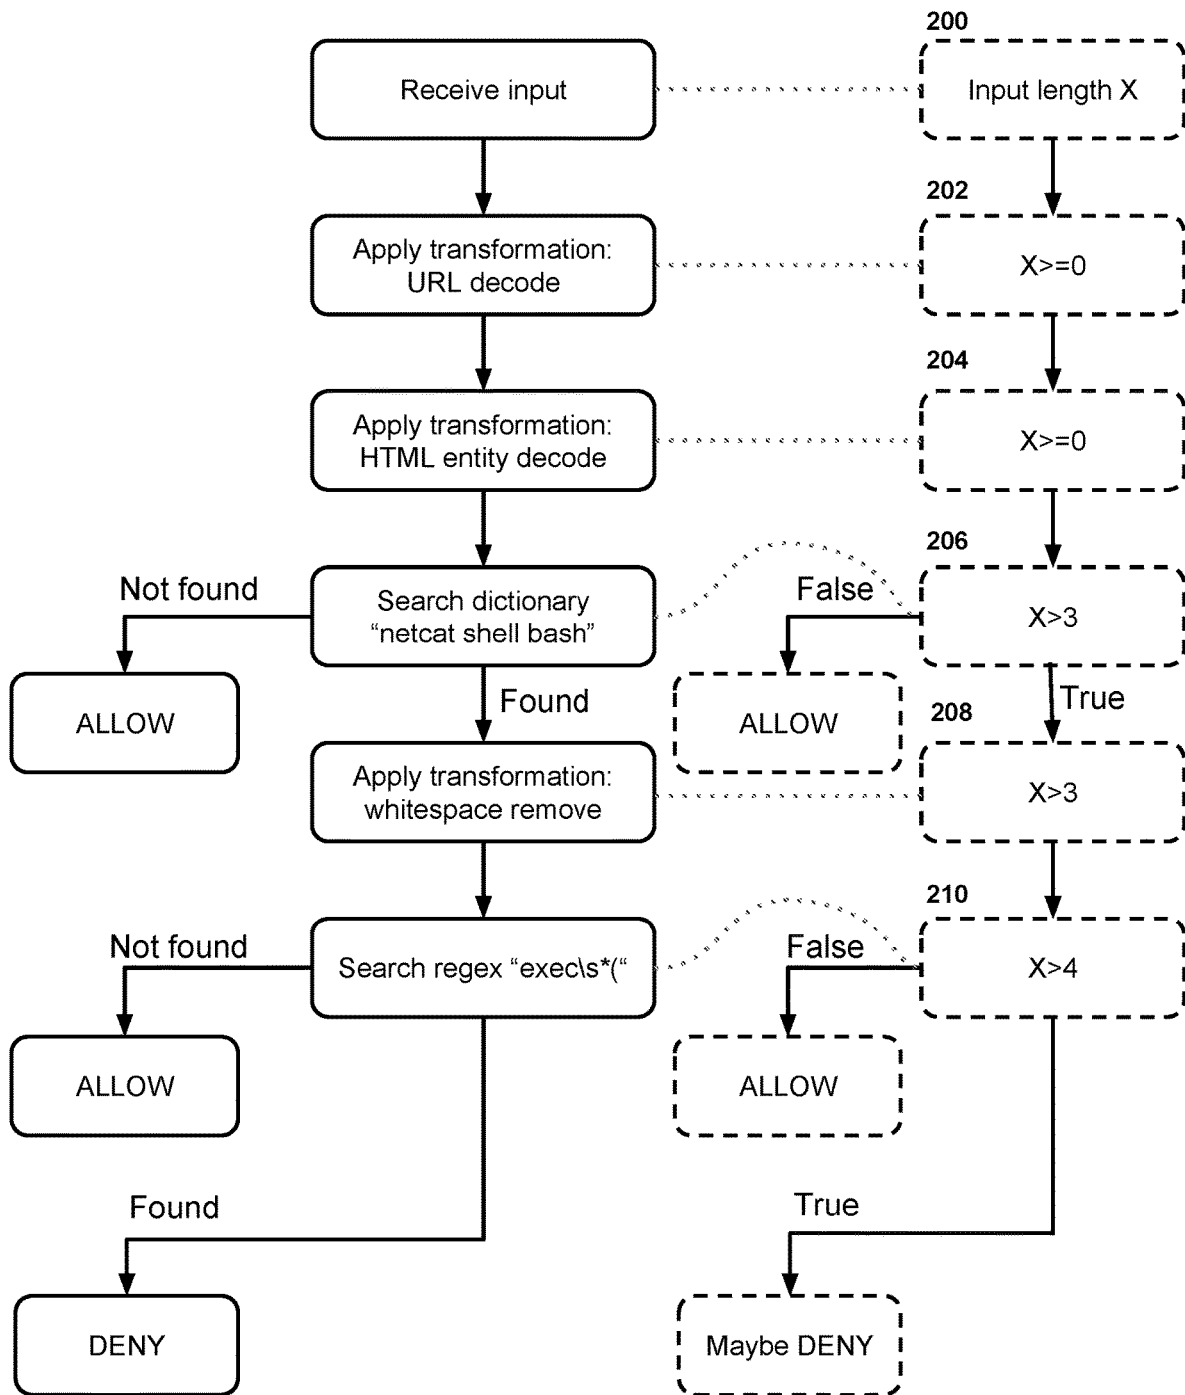 200
Receive input
Input length X
202
Apply transformation:
URL decode
X>=0
204
Apply transformation:
HTML entity decode
X>=0
206
Not found
Search dictionary
“netcat shell bash”
False
X>3
ALLOW
Found
ALLOW
True
208
Apply transformation:
whitespace remove
X>3
210
Not found
Search regex “exec\s*(“
False
X>4
ALLOW
ALLOW
Found
True
DENY
Maybe DENY